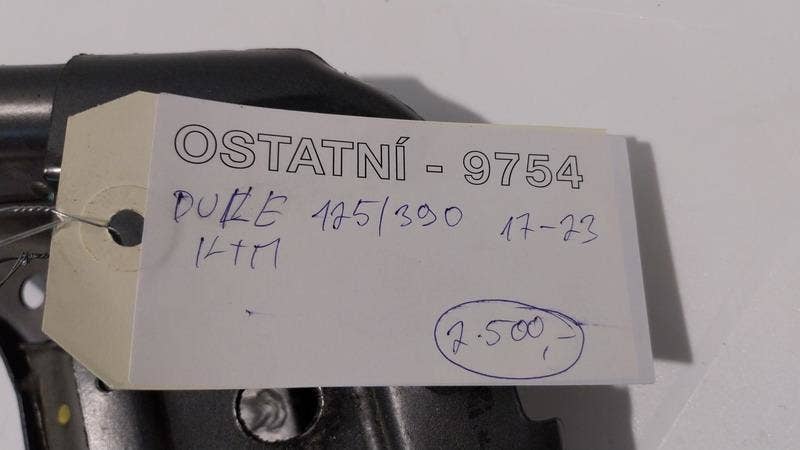 OSTATNÍ - 9754
DUKE 125/390 17-23
KTM
2.500,-